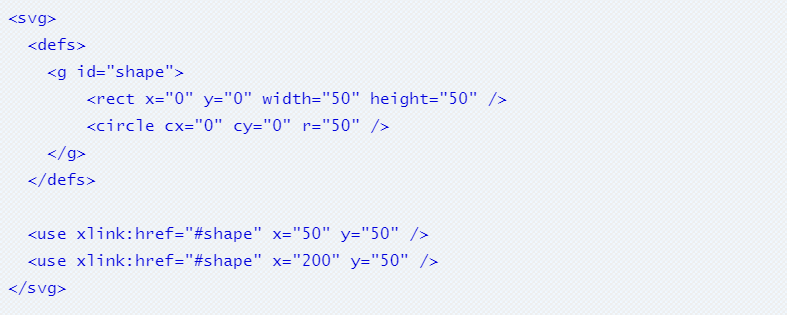 <svg>
  <defs>
    <g id="shape">
        <rect x="0" y="0" width="50" height="50" />
        <circle cx="0" cy="0" r="50" />
    </g>
  </defs>

  <use xlink:href="#shape" x="50" y="50" />
  <use xlink:href="#shape" x="200" y="50" />
</svg>